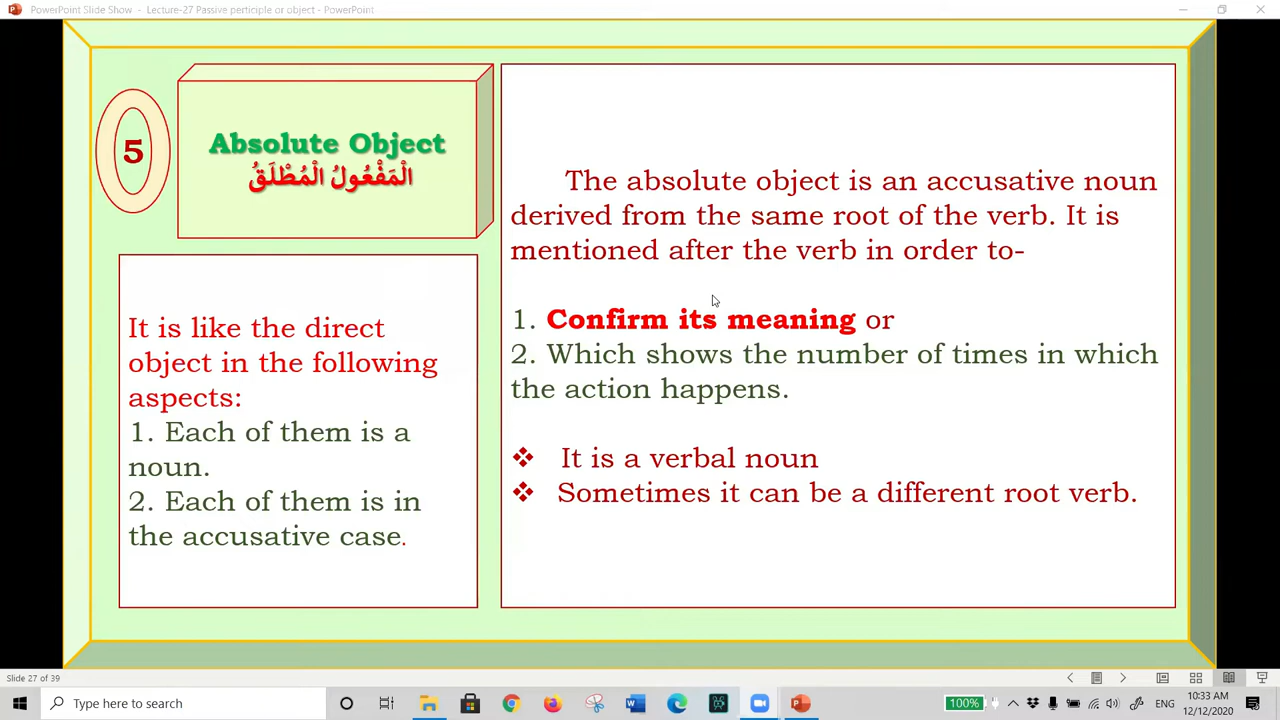 PowerPoint Slide Show - Lecture-27 Passive perticiple or object - PowerPoint
5
Absolute Object
الْمَفْعُولُ الْمُطْلَقُ
It is like the direct
object in the following
aspects:
1. Each of them is a
noun.
2. Each of them is in
the accusative case.
The absolute object is an accusative noun
derived from the same root of the verb. It is
mentioned after the verb in order to-
1. Confirm its meaning or
2. Which shows the number of times in which
the action happens.
❖ It is a verbal noun
❖ Sometimes it can be a different root verb.
Slide 27 of 39
Type here to search
100%
ENG
10:33 AM
12/12/2020